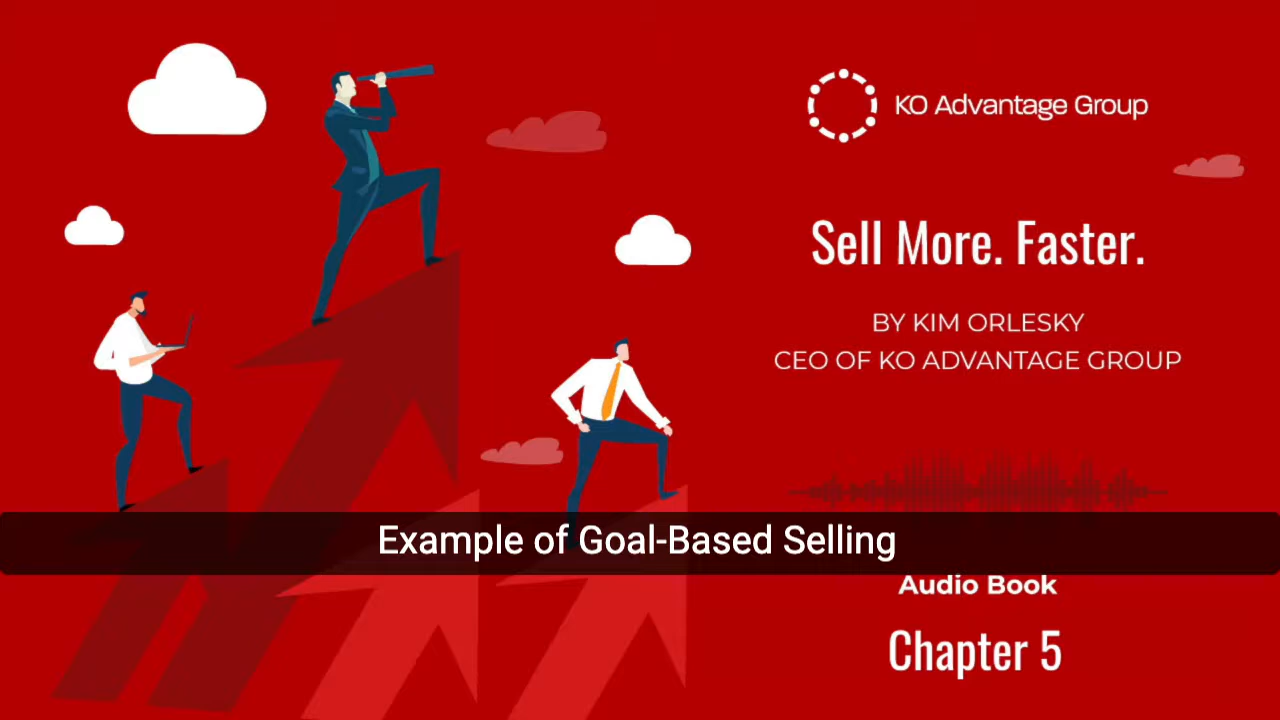 KO Advantage Group
Sell More. Faster.
BY KIM ORLESKY
CEO OF KO ADVANTAGE GROUP
Example of Goal-Based Selling
Audio Book
Chapter 5